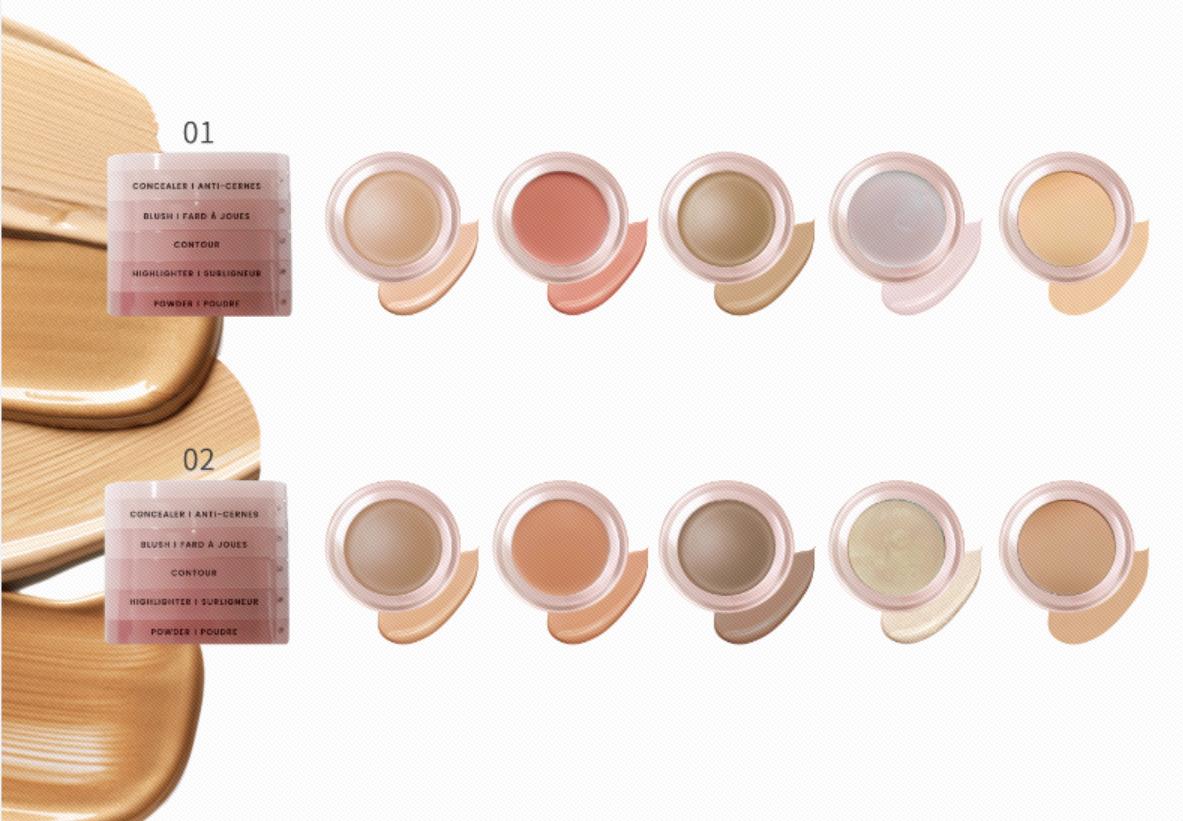 01
CONCEALER I ANTI-CERNES
BLUSH I FARD À JOUES
CONTOUR
HIGHLIGHTER I SURLIGNEUR
POWDER I POUDRE
02
CONCEALER I ANTI-CERNES
BLUSH I FARD À JOUES
CONTOUR
HIGHLIGHTER I SURLIGNEUR
POWDER I POUDRE